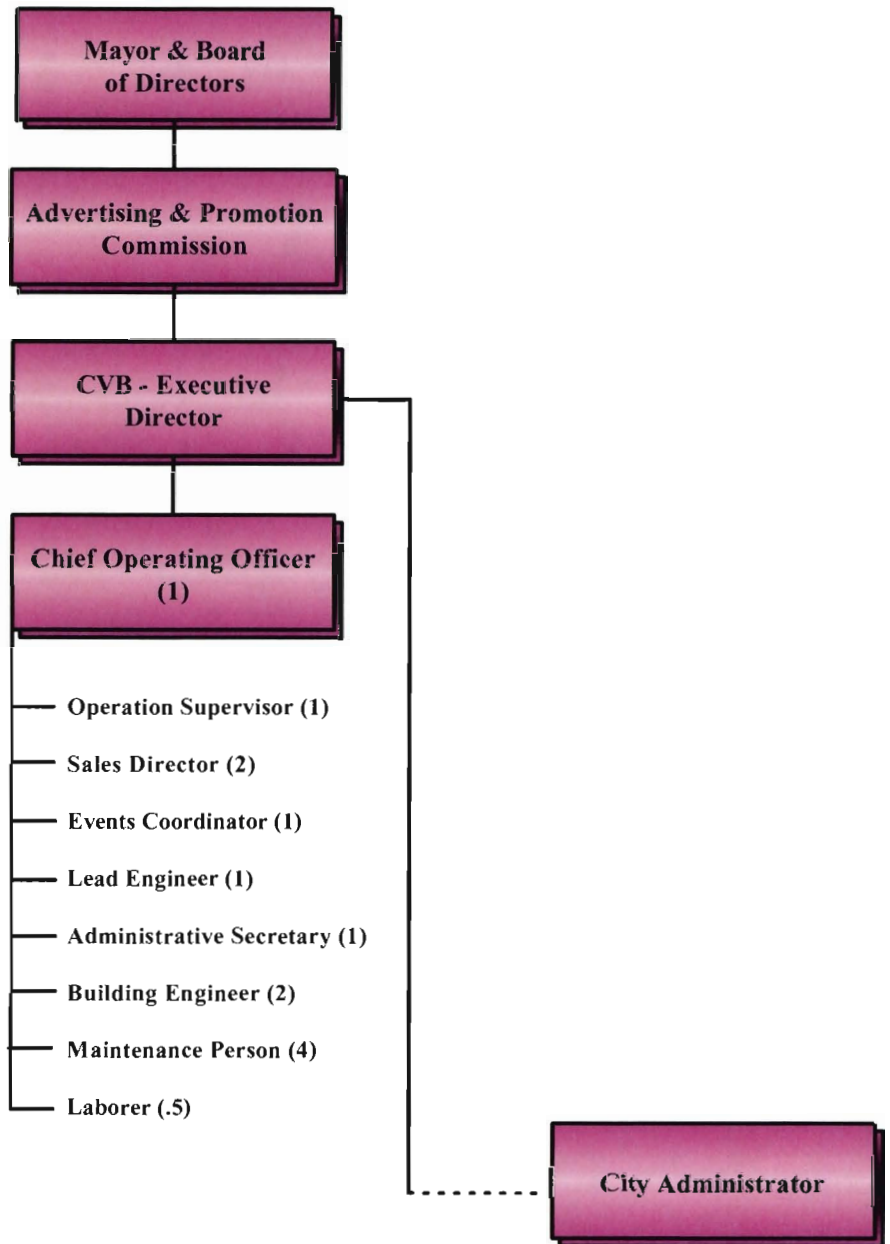 Mayor & Board
of Directors
Advertising & Promotion
Commission
CVB - Executive
Director
Chief Operating Officer
(1)
Operation Supervisor (1)
Sales Director (2)
Events Coordinator (1)
Lead Engineer (1)
Administrative Secretary (1)
Building Engineer (2)
Maintenance Person (4)
Laborer (.5)
City Administrator